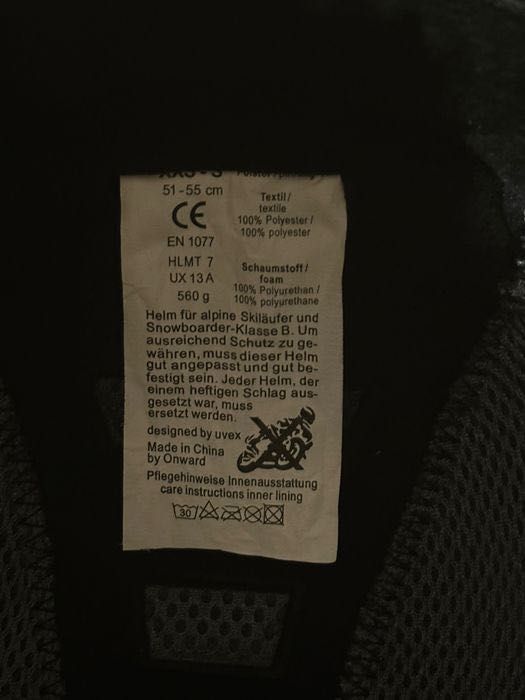 XXS - S
51-55 cm
CE
EN 1077
HLMT 7
UX 13 A
560 g
Textil /
textile
100% Polyester /
100% polyester
Schaumstoff /
foam
100% Polyurethan /
100% polyurethane
Helm für alpine Skiläufer und
Snowboarder-Klasse B. Um
ausreichend Schutz zu ge-
währen, muss dieser Helm
gut angepasst und gut be-
festigt sein. Jeder Helm, der
einem heftigen Schlag aus-
gesetzt war, muss
ersetzt werden.
designed by uvex
Made in China
by Onward
Pflegehinweise Innenausstattung
care instructions inner lining
30